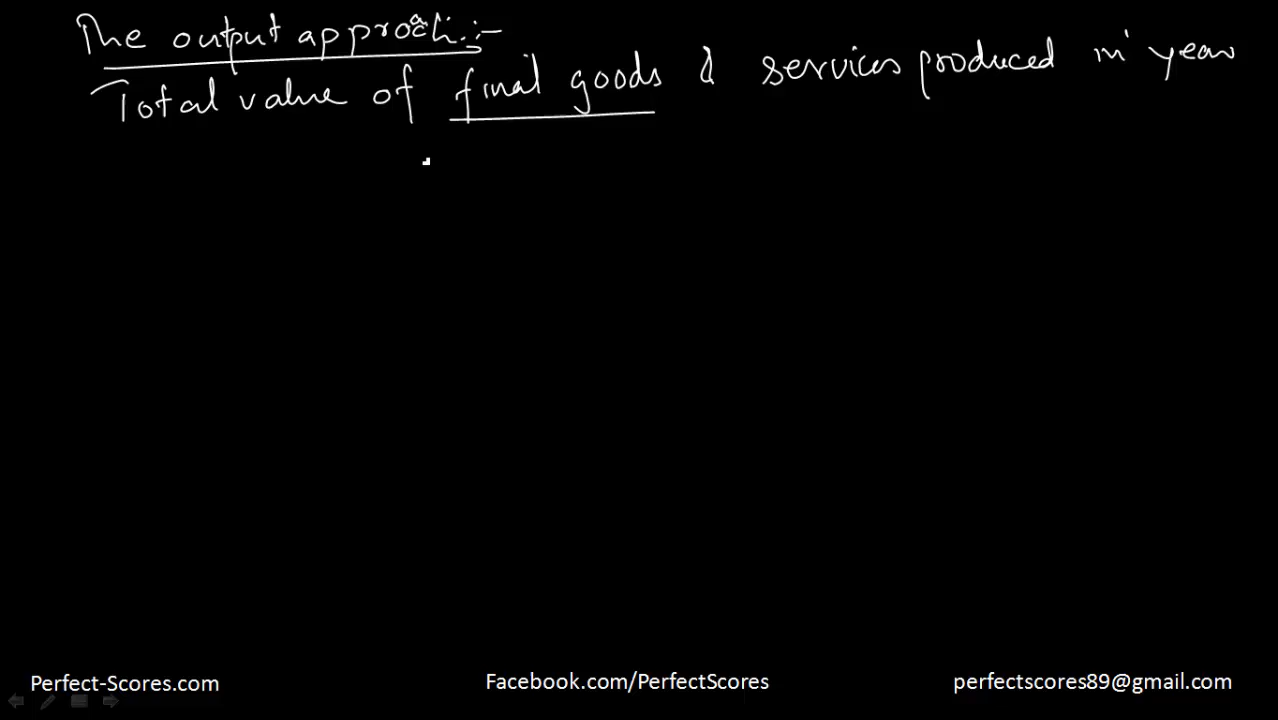 The output approach :-
Total value of final goods & services produced in year
Perfect-Scores.com
Facebook.com/PerfectScores
perfectscores89@gmail.com